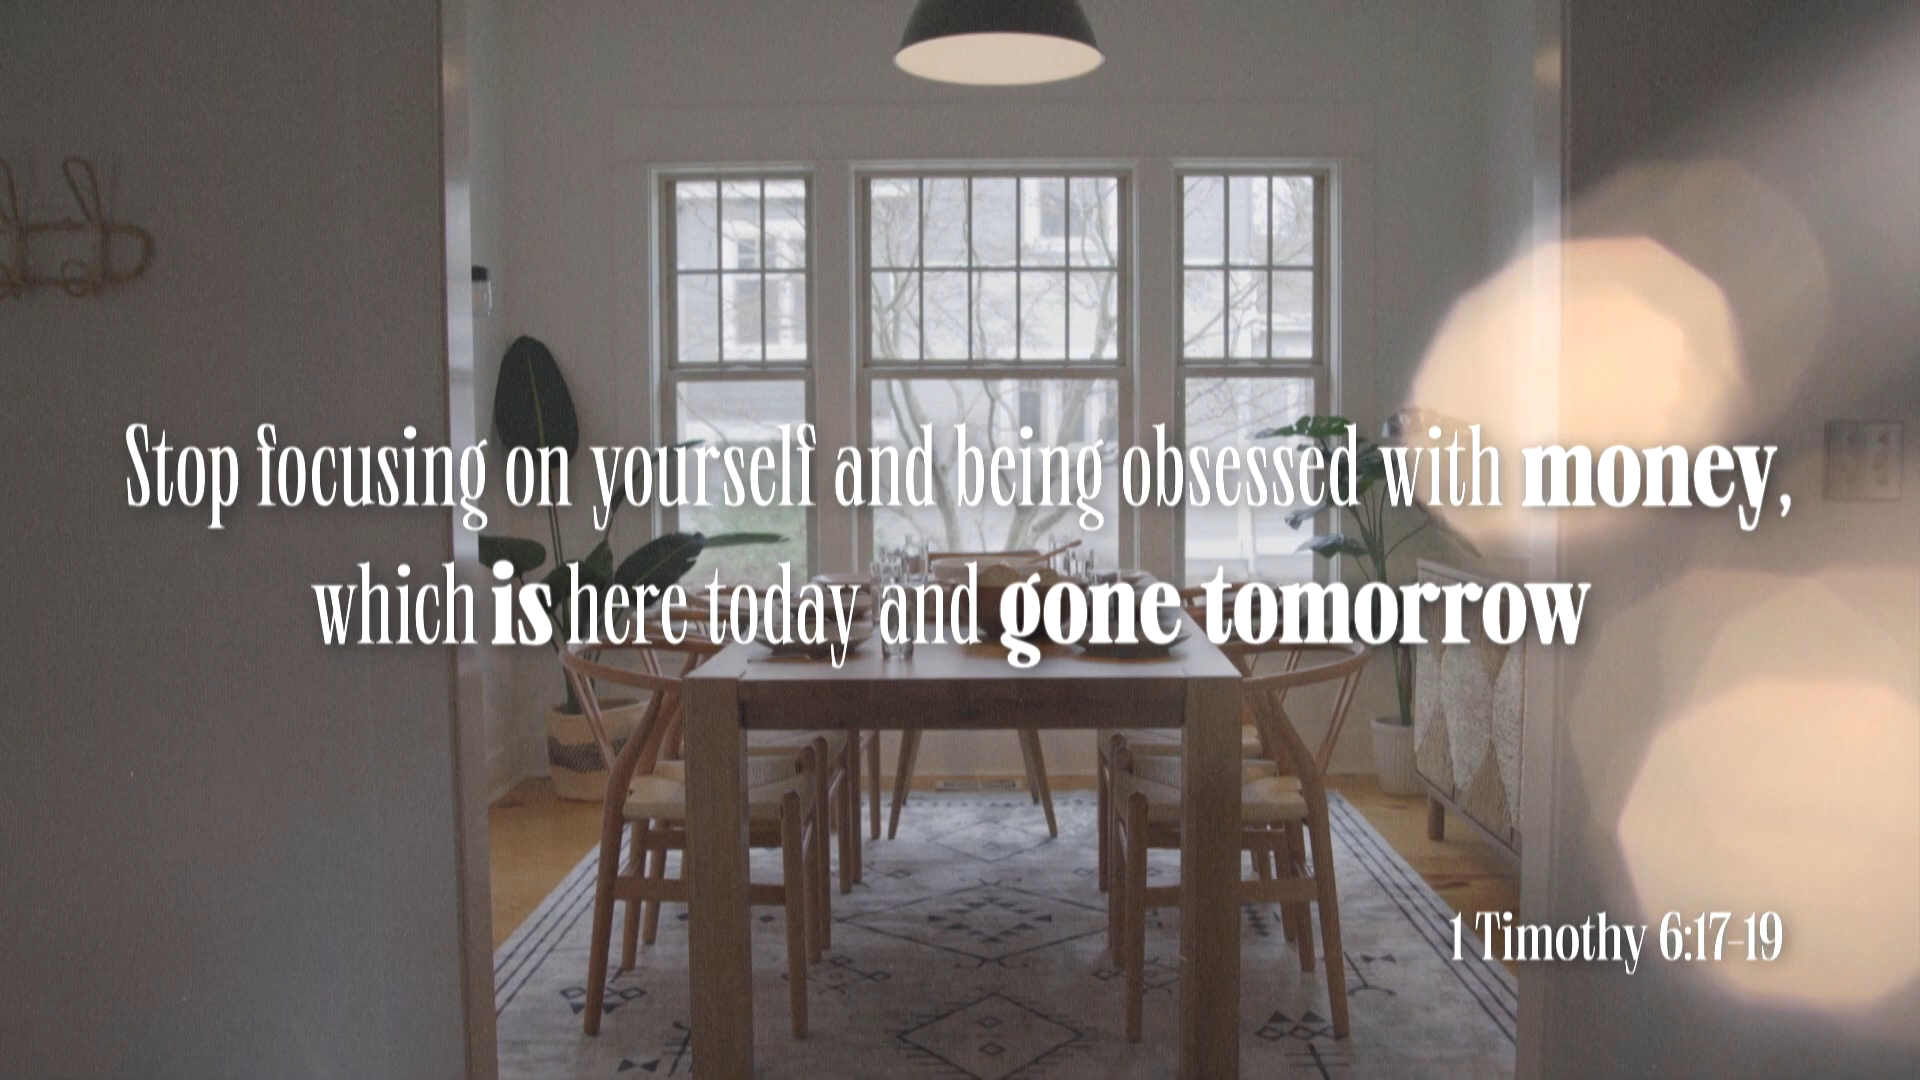 Stop focusing on yourself and being obsessed with money,
which is here today and gone tomorrow
1 Timothy 6:17-19